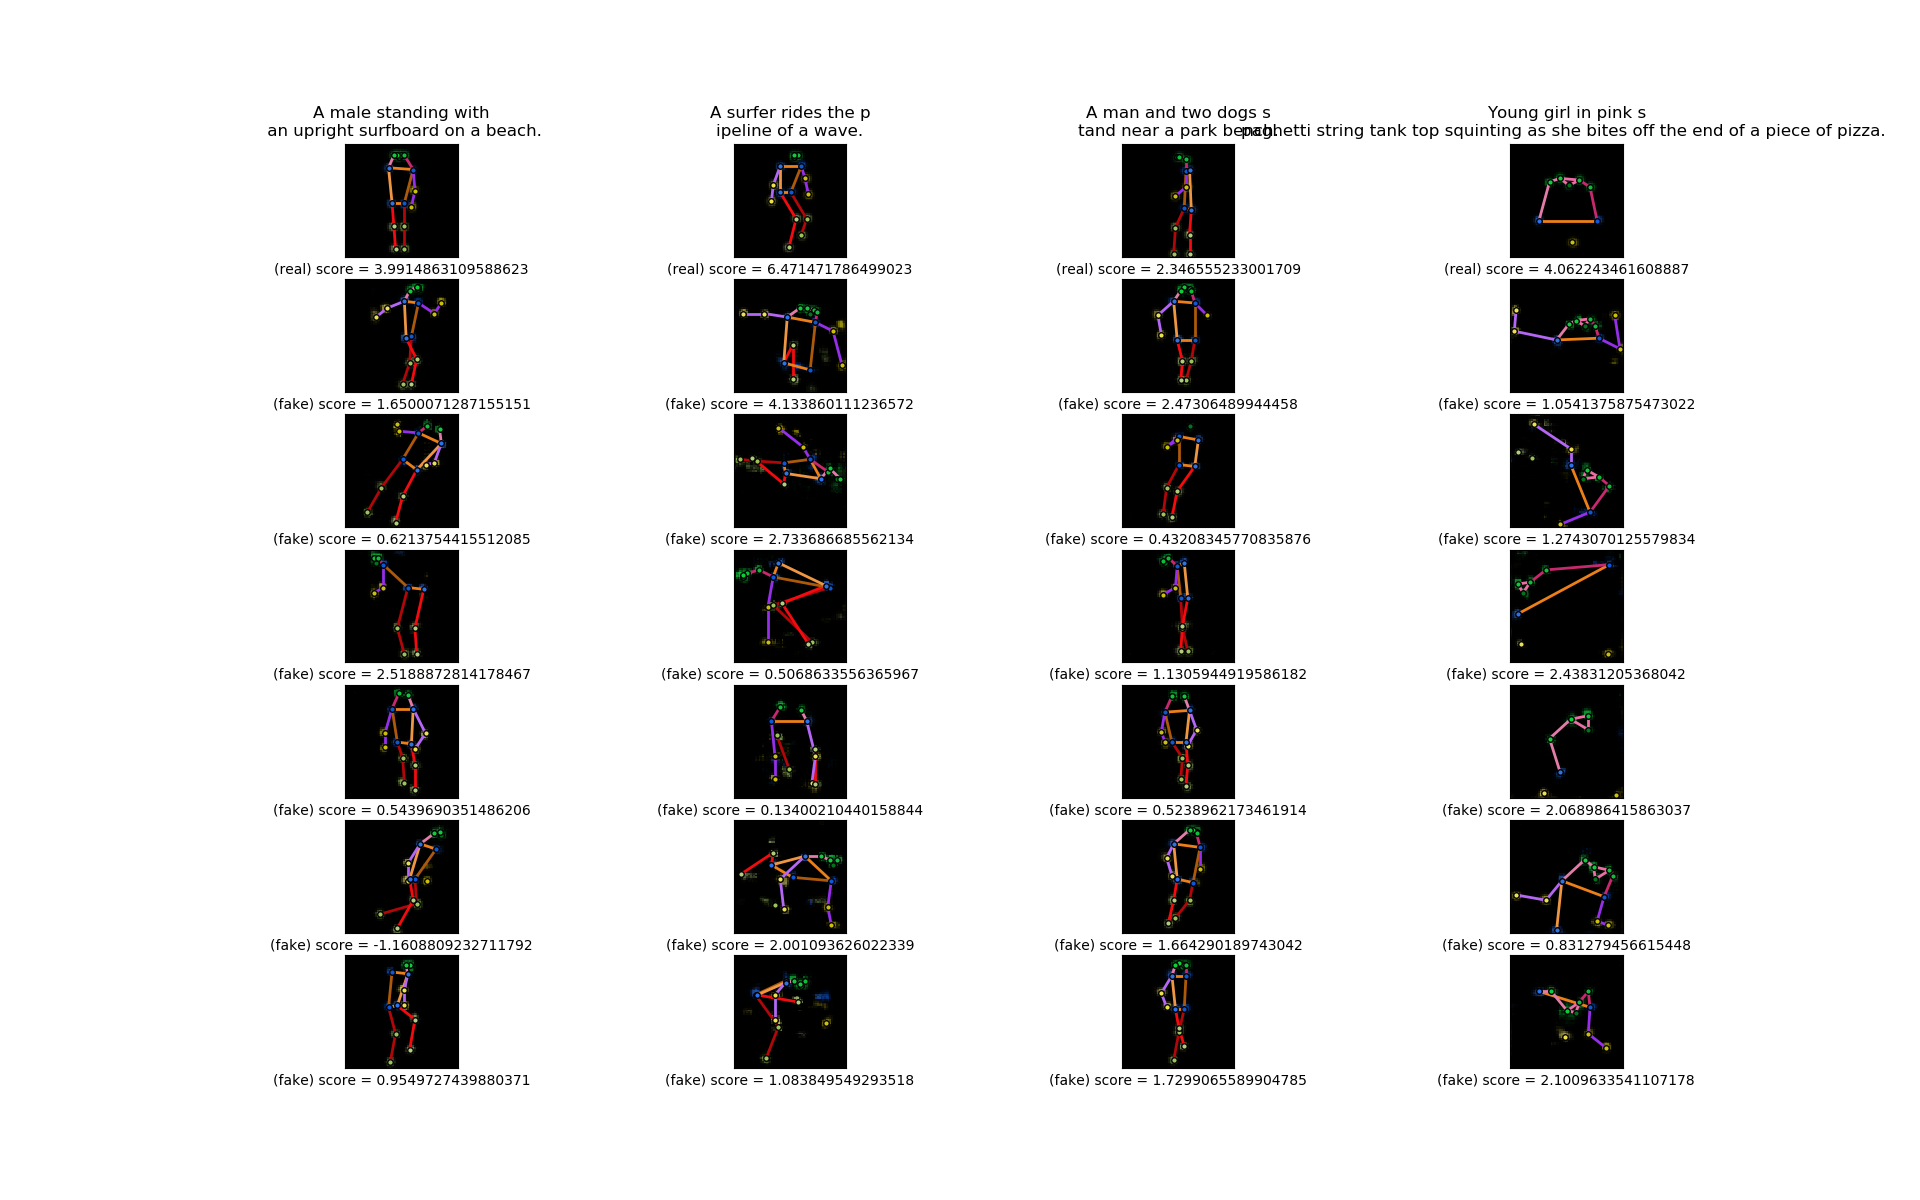 A male standing with
an upright surfboard on a beach.
A surfer rides the p
ipeline of a wave.
A man and two dogs s
tand near a park bench.
Young girl in pink s
paghetti string tank top squinting as she bites off the end of a piece of pizza.
(real) score = 3.9914863109588623
(real) score = 6.471471786499023
(real) score = 2.346555233001709
(real) score = 4.062243461608887
(fake) score = 1.6500071287155151
(fake) score = 4.133860111236572
(fake) score = 2.47306489944458
(fake) score = 1.0541375875473022
(fake) score = 0.6213754415512085
(fake) score = 2.733686685562134
(fake) score = 0.43208345770835876
(fake) score = 1.2743070125579834
(fake) score = 2.5188872814178467
(fake) score = 0.5068633556365967
(fake) score = 1.1305944919586182
(fake) score = 2.43831205368042
(fake) score = 0.5439690351486206
(fake) score = 0.13400210440158844
(fake) score = 0.5238962173461914
(fake) score = 2.068986415863037
(fake) score = -1.1608809232711792
(fake) score = 2.001093626022339
(fake) score = 1.664290189743042
(fake) score = 0.831279456615448
(fake) score = 0.9549727439880371
(fake) score = 1.083849549293518
(fake) score = 1.7299065589904785
(fake) score = 2.1009633541107178